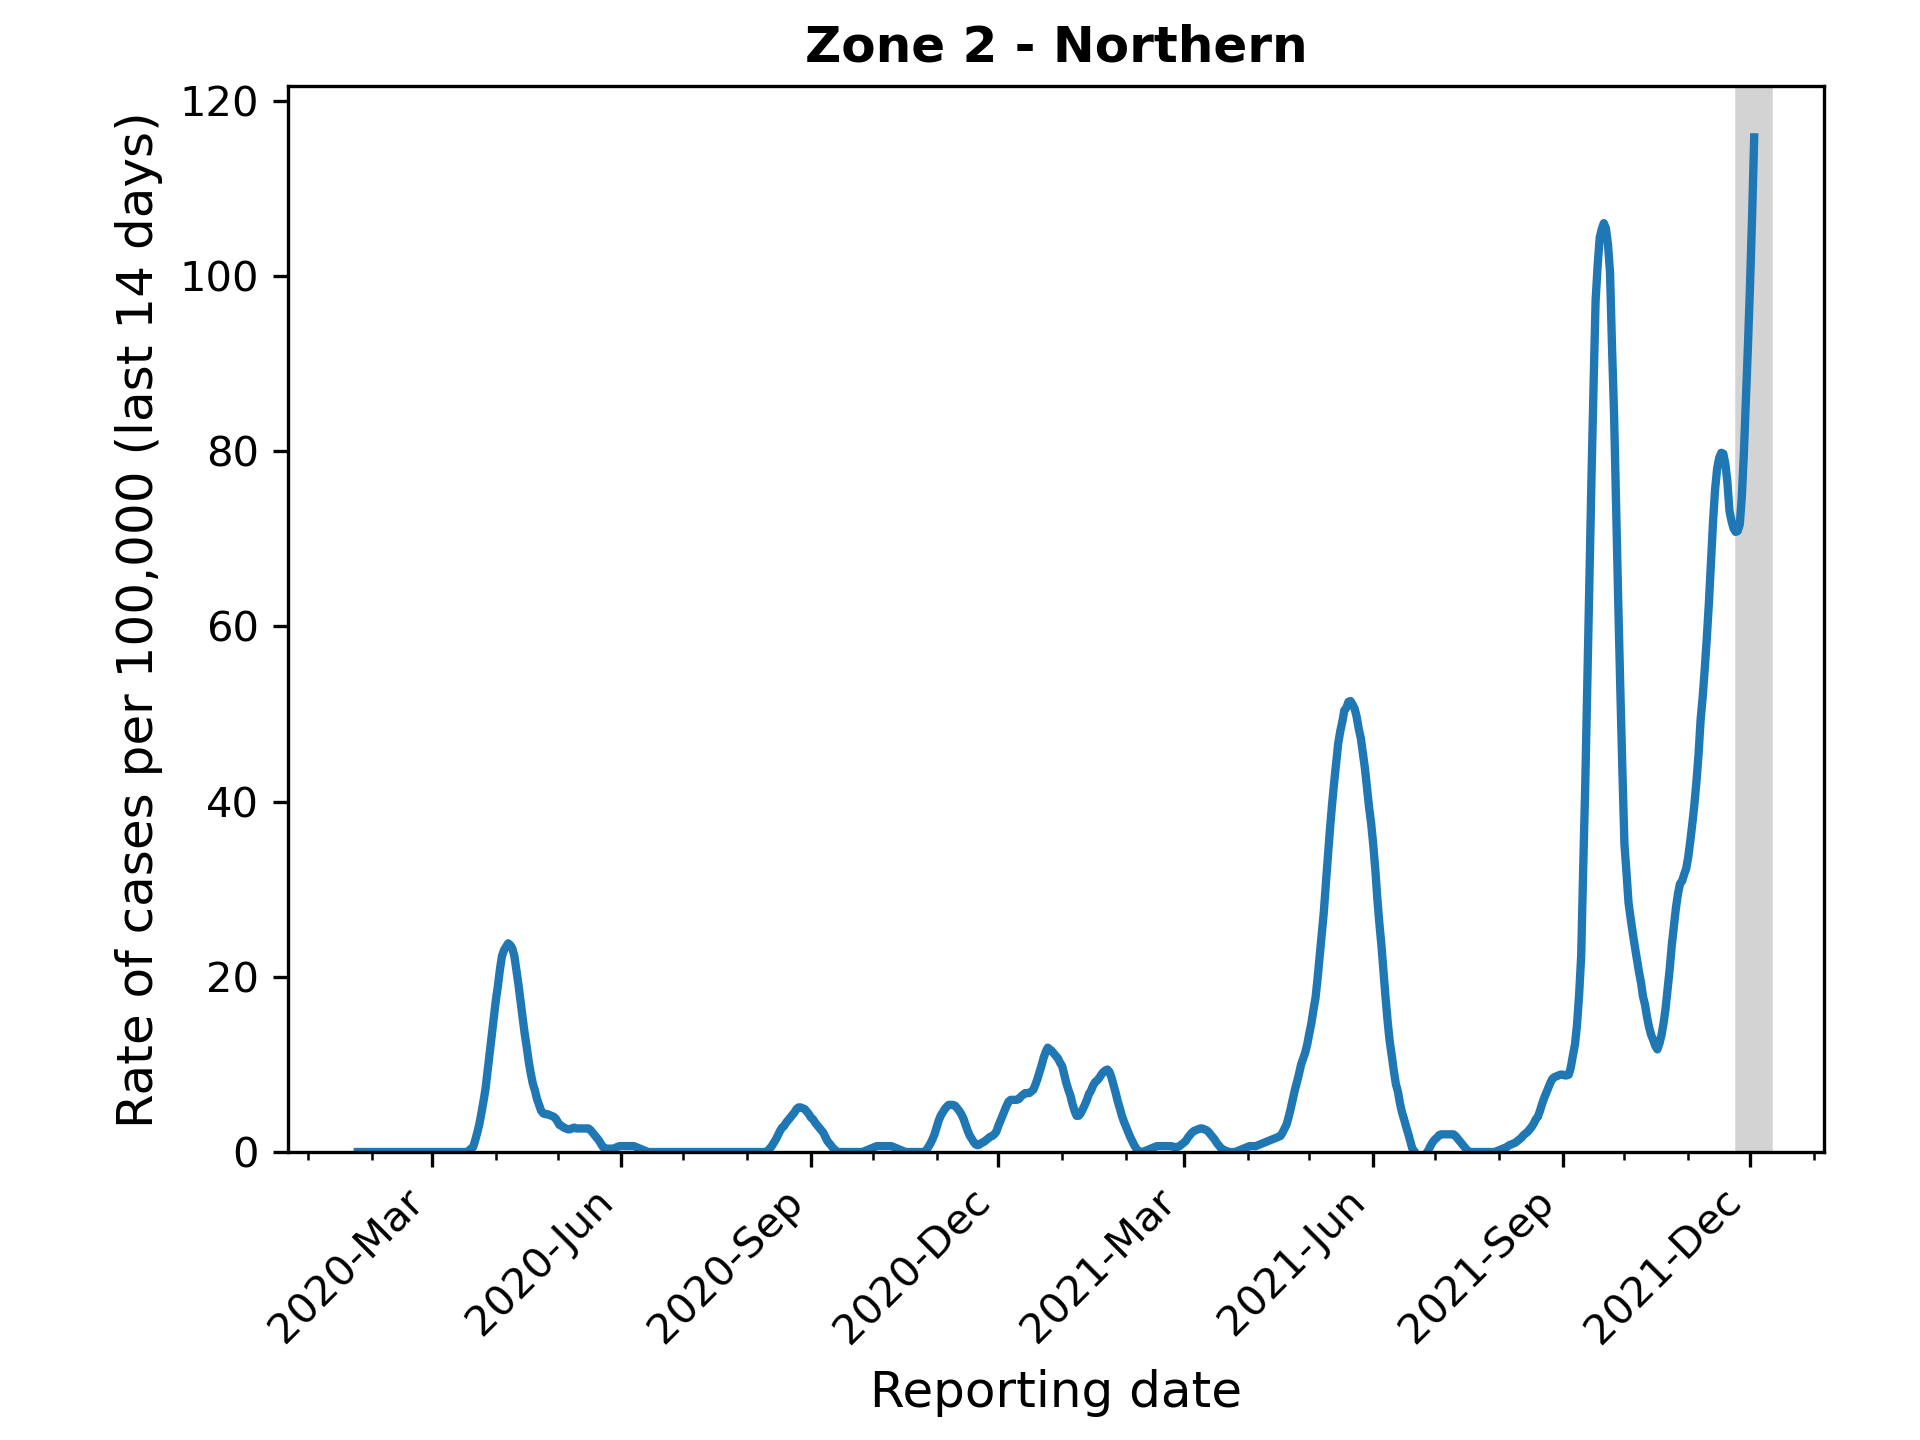 Zone 2 - Northern
Rate of cases per 100,000 (last 14 days)
120
100
80
60
40
20
0
2020-Mar
2020-Jun
2020-Sep
2020-Dec
2021-Mar
2021-Jun
2021-Sep
2021-Dec
Reporting date